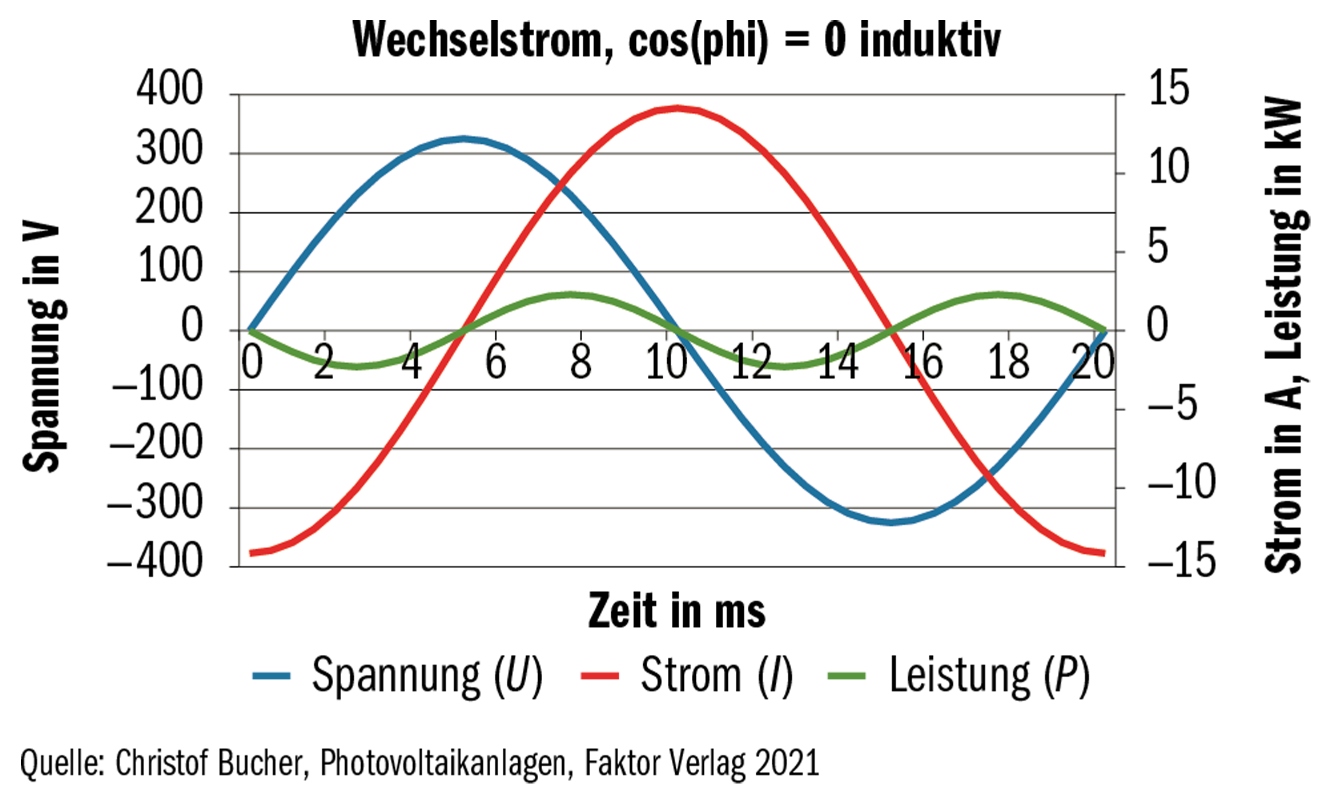 Wechselstrom, cos(phi) = 0 induktiv
Spannung in V
400
300
200
100
0
–100
–200
–300
–400
0 2 4 6 8 10 12 14 16 18 20
15
10
5
0
–5
–10
–15
Strom in A, Leistung in kW
Zeit in ms
Spannung (U) Strom (I) Leistung (P)
Quelle: Christof Bucher, Photovoltaikanlagen, Faktor Verlag 2021